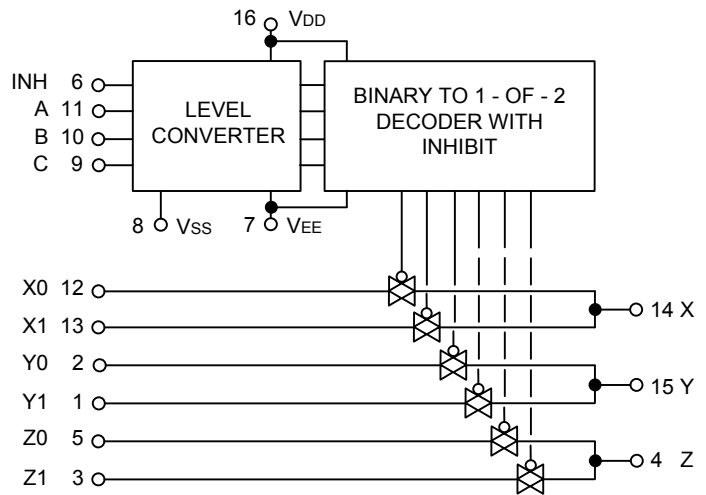 16 VDD
INH 6
A 11
B 10
C 9
LEVEL
CONVERTER
BINARY TO 1 - OF - 2
DECODER WITH
INHIBIT
8 VSS
7 VEE
X0 12
14 X
X1 13
Y0 2
15 Y
Y1 1
Z0 5
4 Z
Z1 3